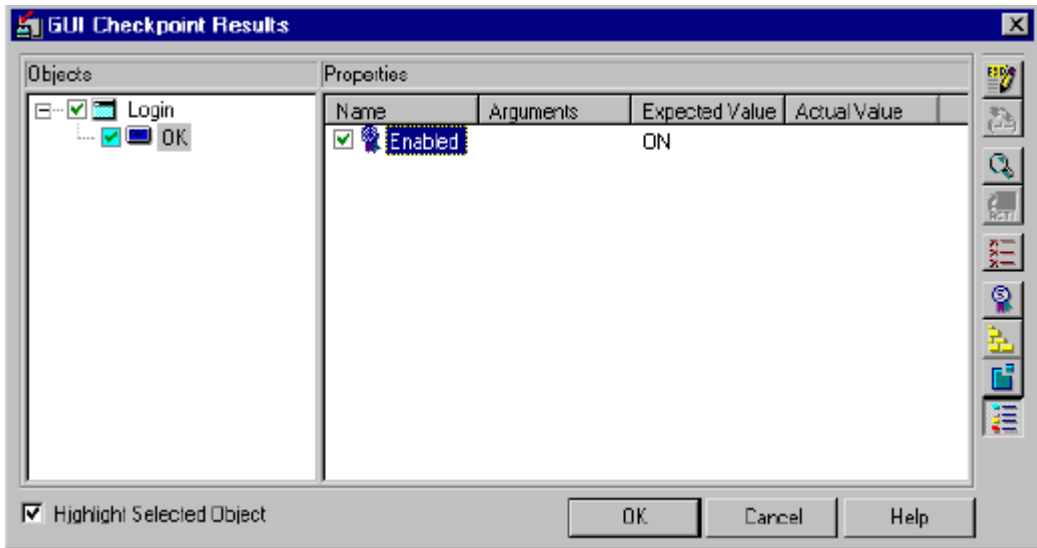 GUI Checkpoint Results
Objects
Properties
Login
OK
Name Arguments Expected Value Actual Value
Enabled ON
Highlight Selected Object
OK Cancel Help